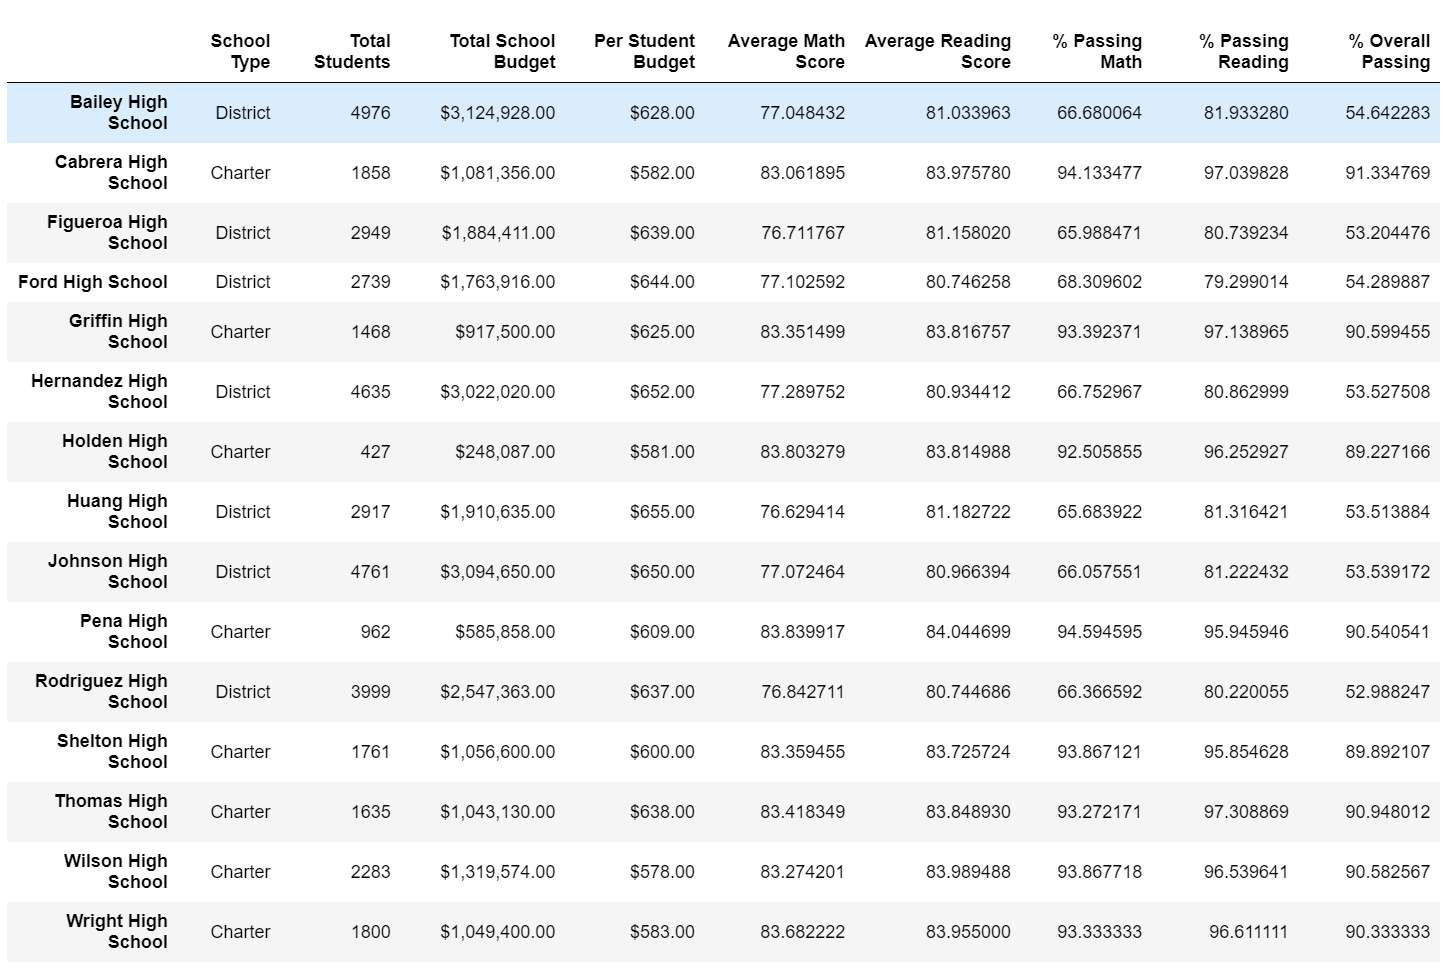 School Type Total Students Total School Budget Per Student Budget Average Math Score Average Reading Score % Passing Math % Passing Reading % Overall Passing
Bailey High School District 4976 $3,124,928.00 $628.00 77.048432 81.033963 66.680064 81.933280 54.642283
Cabrera High School Charter 1858 $1,081,356.00 $582.00 83.061895 83.975780 94.133477 97.039828 91.334769
Figueroa High School District 2949 $1,884,411.00 $639.00 76.711767 81.158020 65.988471 80.739234 53.204476
Ford High School District 2739 $1,763,916.00 $644.00 77.102592 80.746258 68.309602 79.299014 54.289887
Griffin High School Charter 1468 $917,500.00 $625.00 83.351499 83.816757 93.392371 97.138965 90.599455
Hernandez High School District 4635 $3,022,020.00 $652.00 77.289752 80.934412 66.752967 80.862999 53.527508
Holden High School Charter 427 $248,087.00 $581.00 83.803279 83.814988 92.505855 96.252927 89.227166
Huang High School District 2917 $1,910,635.00 $655.00 76.629414 81.182722 65.683922 81.316421 53.513884
Johnson High School District 4761 $3,094,650.00 $650.00 77.072464 80.966394 66.057551 81.222432 53.539172
Pena High School Charter 962 $585,858.00 $609.00 83.839917 84.044699 94.594595 95.945946 90.540541
Rodriguez High School District 3999 $2,547,363.00 $637.00 76.842711 80.744686 66.366592 80.220055 52.988247
Shelton High School Charter 1761 $1,056,600.00 $600.00 83.359455 83.725724 93.867121 95.854628 89.892107
Thomas High School Charter 1635 $1,043,130.00 $638.00 83.418349 83.848930 93.272171 97.308869 90.948012
Wilson High School Charter 2283 $1,319,574.00 $578.00 83.274201 83.989488 93.867718 96.539641 90.582567
Wright High School Charter 1800 $1,049,400.00 $583.00 83.682222 83.955000 93.333333 96.611111 90.333333